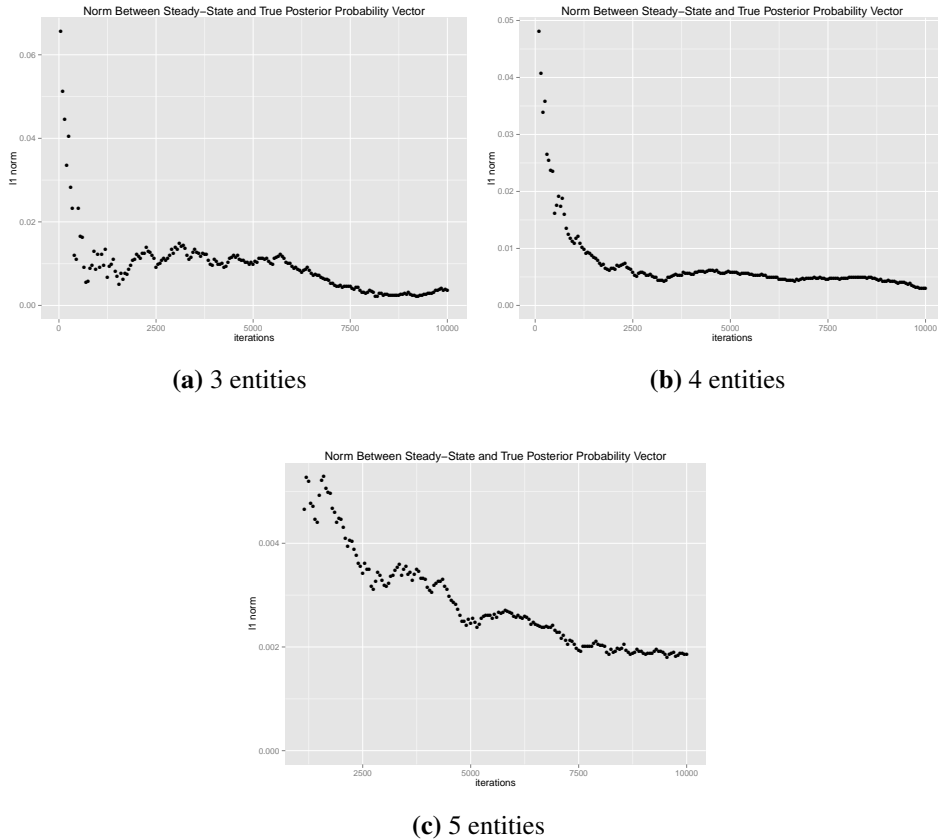 Norm Between Steady−State and True Posterior Probability Vector
0.06
0.04
0.02
0.00
l1 norm
0
2500
5000
7500
10000
iterations
(a) 3 entities
Norm Between Steady−State and True Posterior Probability Vector
0.05
0.04
0.03
0.02
0.01
0.00
l1 norm
0
2500
5000
7500
10000
iterations
(b) 4 entities
Norm Between Steady−State and True Posterior Probability Vector
0.004
0.002
0.000
l1 norm
2500
5000
7500
10000
iterations
(c) 5 entities